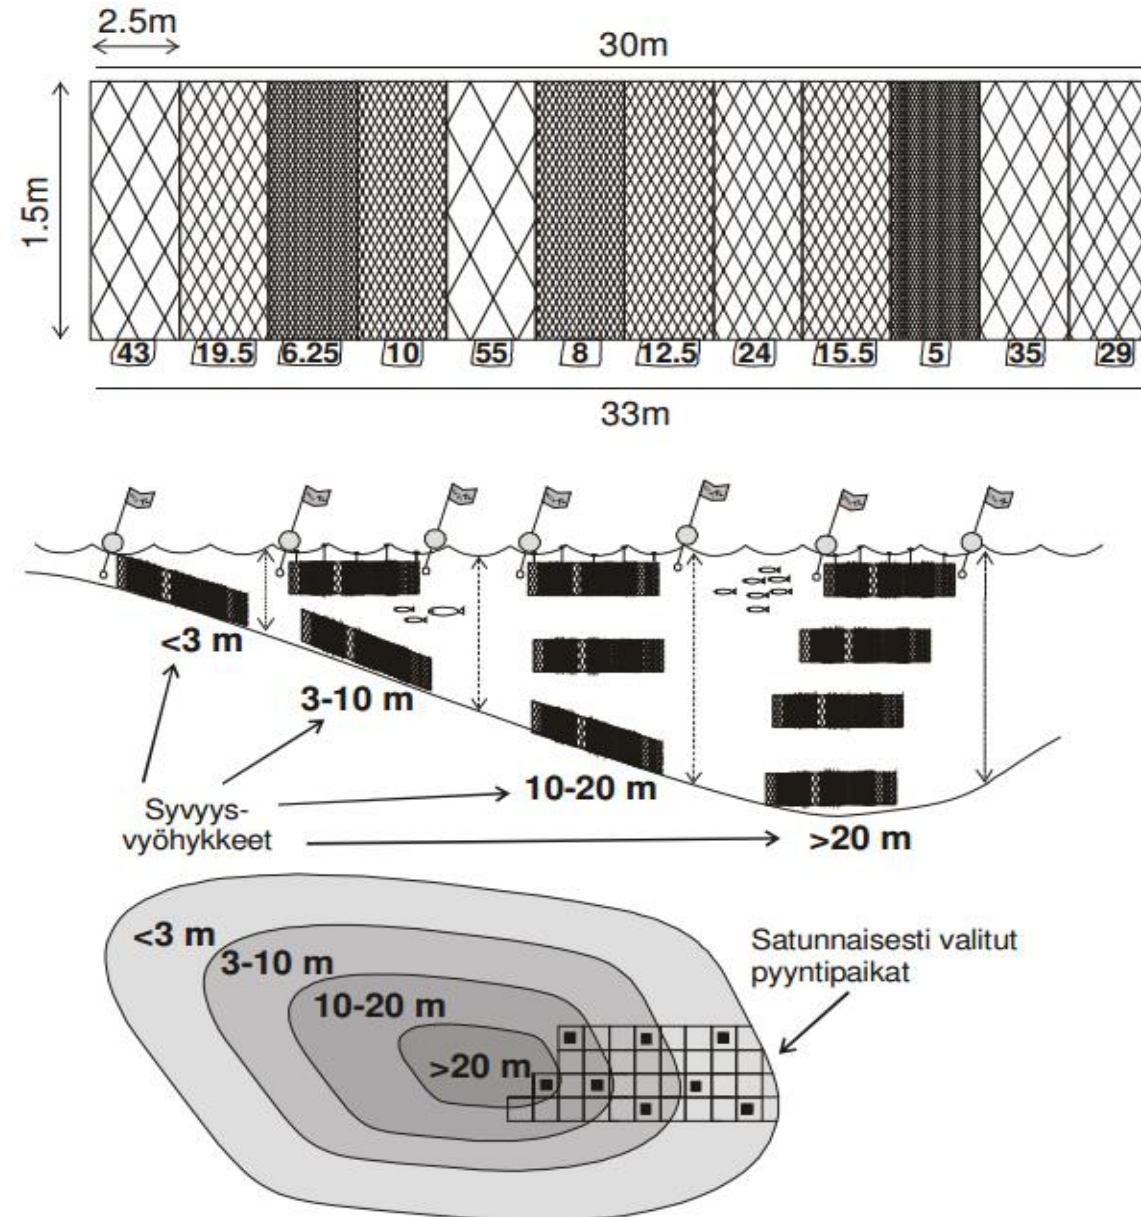 2.5m
30m
1.5m
43 19.5 6.25 10 55 8 12.5 24 15.5 5 35 29
33m
<3 m
3-10 m
10-20 m
>20 m
Syvyys-
vyöhykkeet
<3 m
3-10 m
10-20 m
>20 m
Satunnaisesti valitut
pyyntipaikat